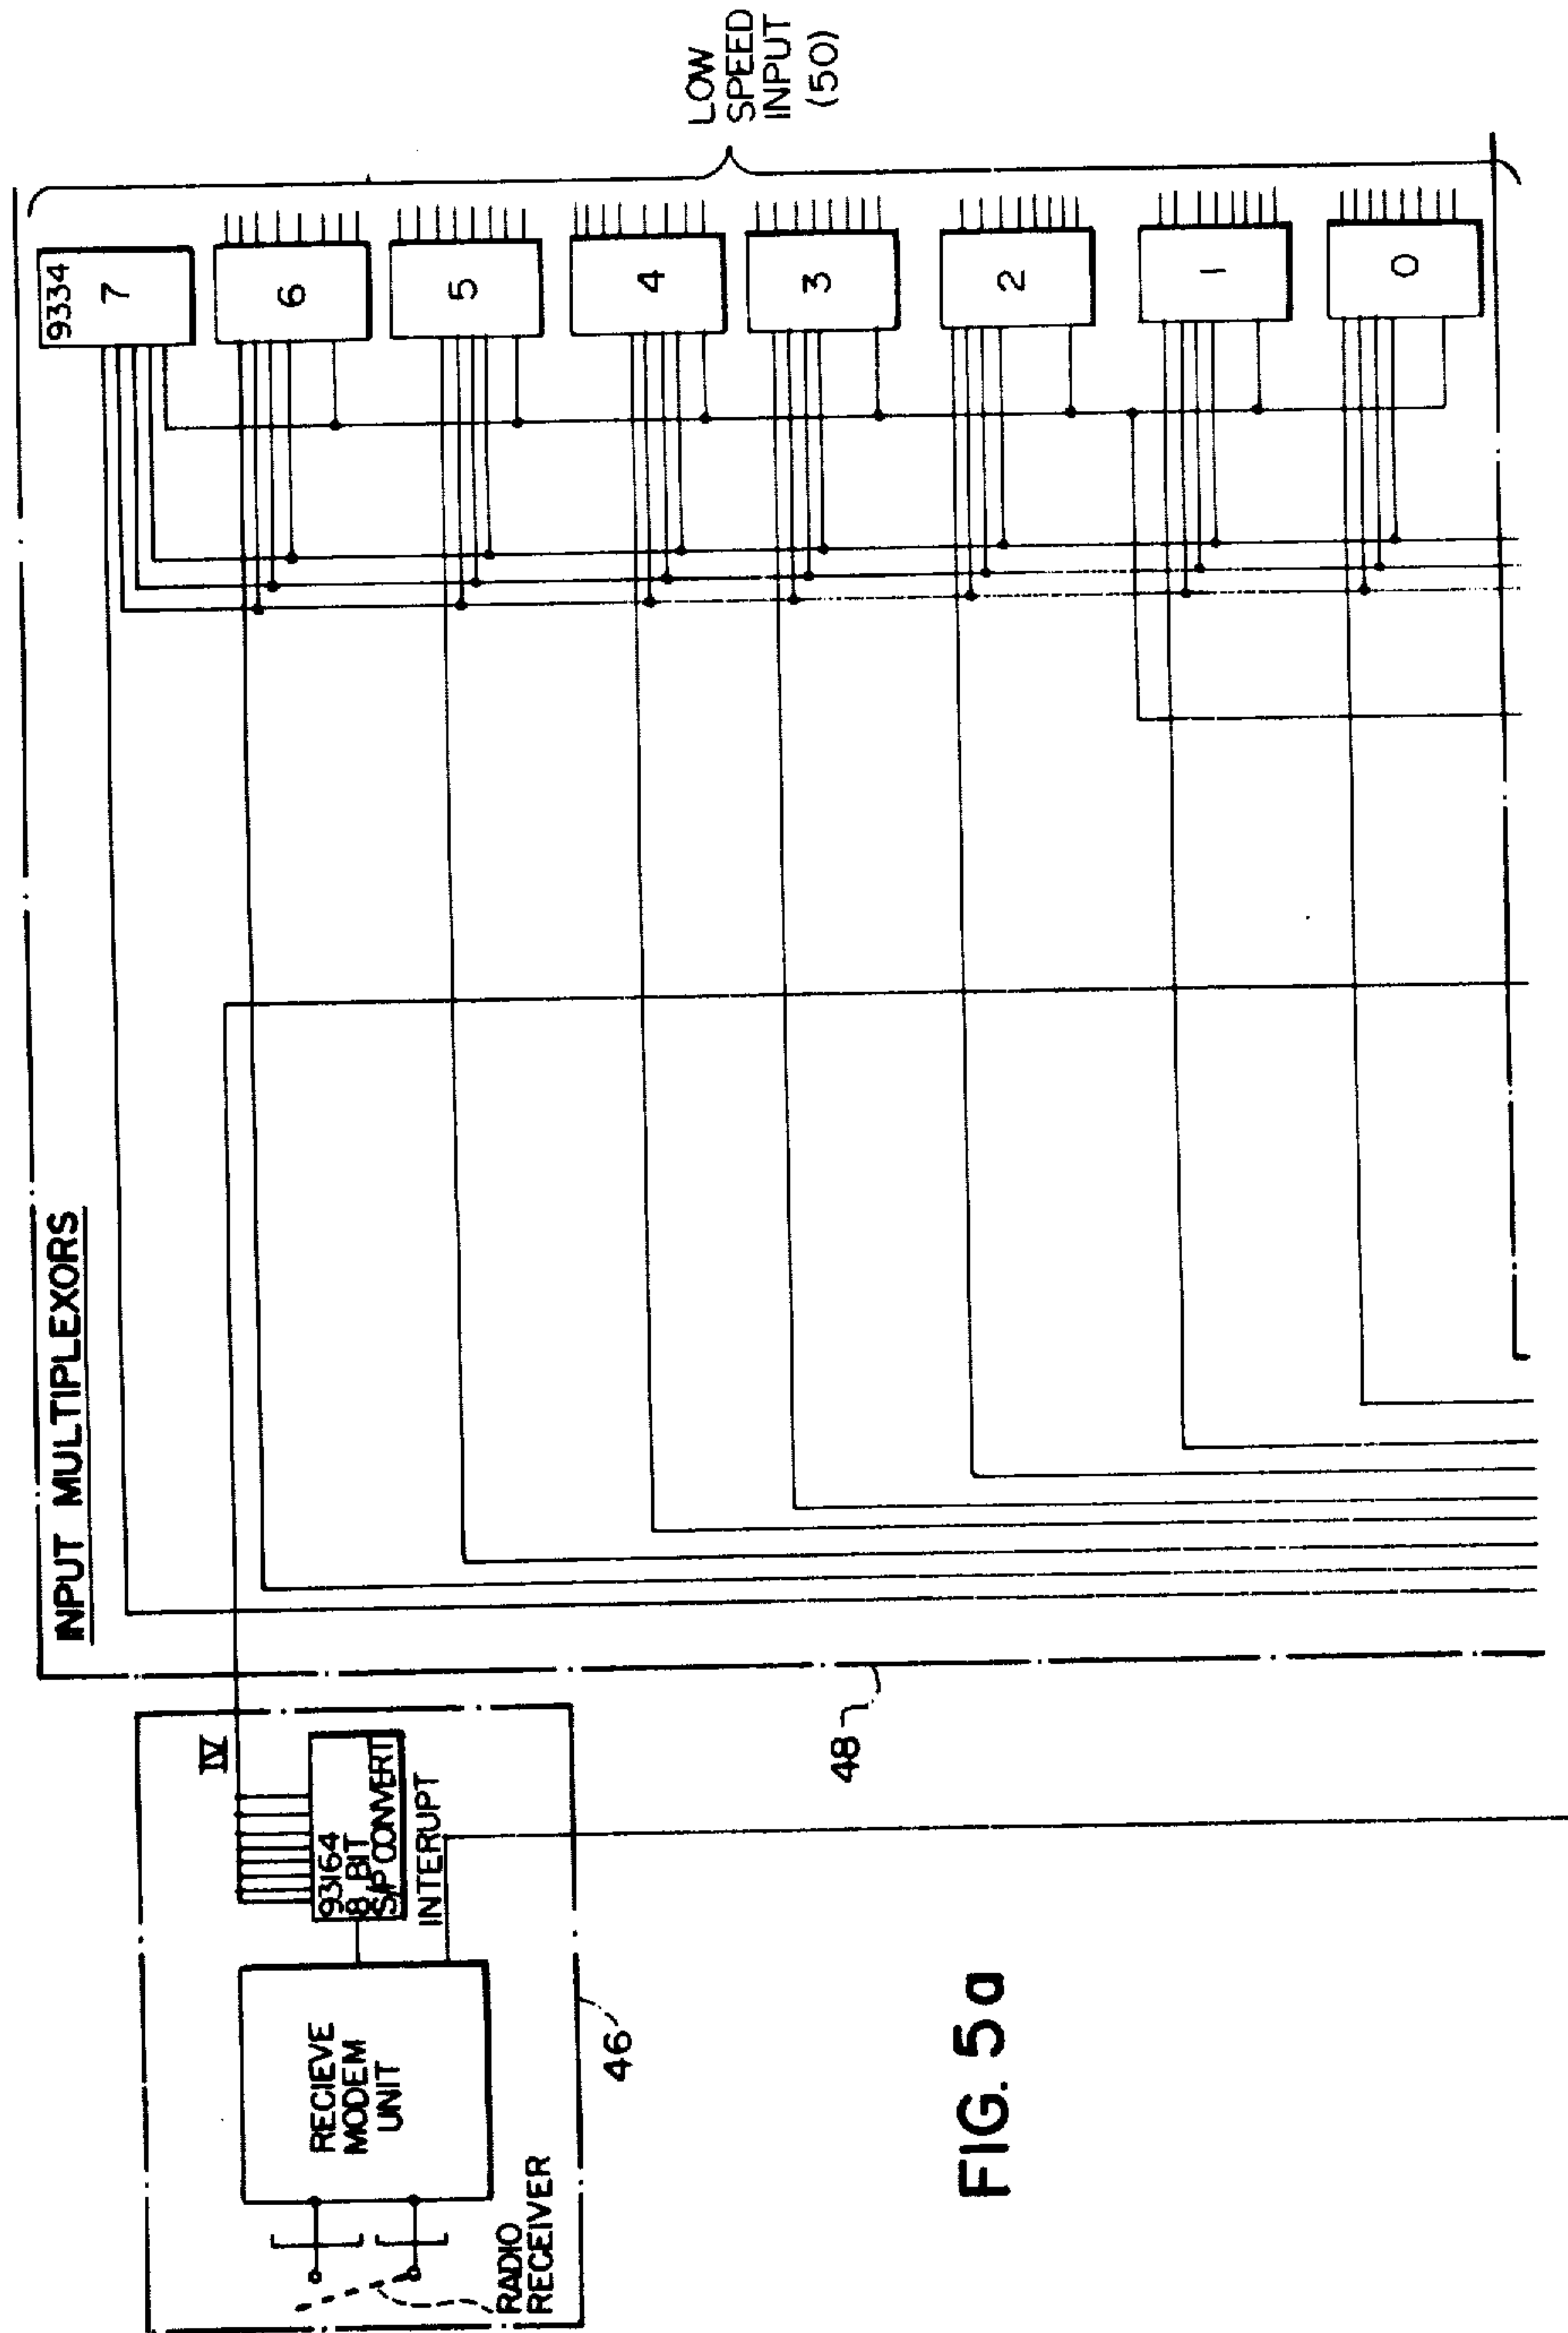 INPUT MULTIPLEXORS
9334
7
6
5
4
3
2
1
0
LOW
SPEED
INPUT
(50)
IV
93164
8 BIT
S/P CONVERT
INTERUPT
RECIEVE
MODEM
UNIT
RADIO
RECEIVER
46
48
FIG. 5a